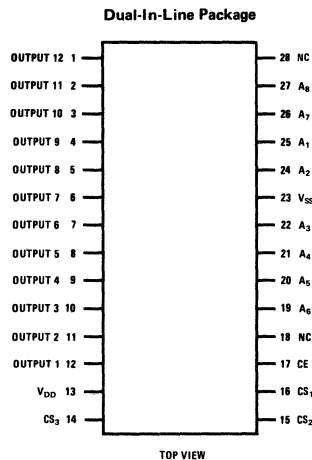 Dual-In-Line Package
OUTPUT 12 1
OUTPUT 11 2
OUTPUT 10 3
OUTPUT 9 4
OUTPUT 8 5
OUTPUT 7 6
OUTPUT 6 7
OUTPUT 5 8
OUTPUT 4 9
OUTPUT 3 10
OUTPUT 2 11
OUTPUT 1 12
VDD 13
CS3 14
28 NC
27 A8
26 A7
25 A1
24 A2
23 VSS
22 A3
21 A4
20 A5
19 A6
18 NC
17 CE
16 CS1
15 CS2
TOP VIEW